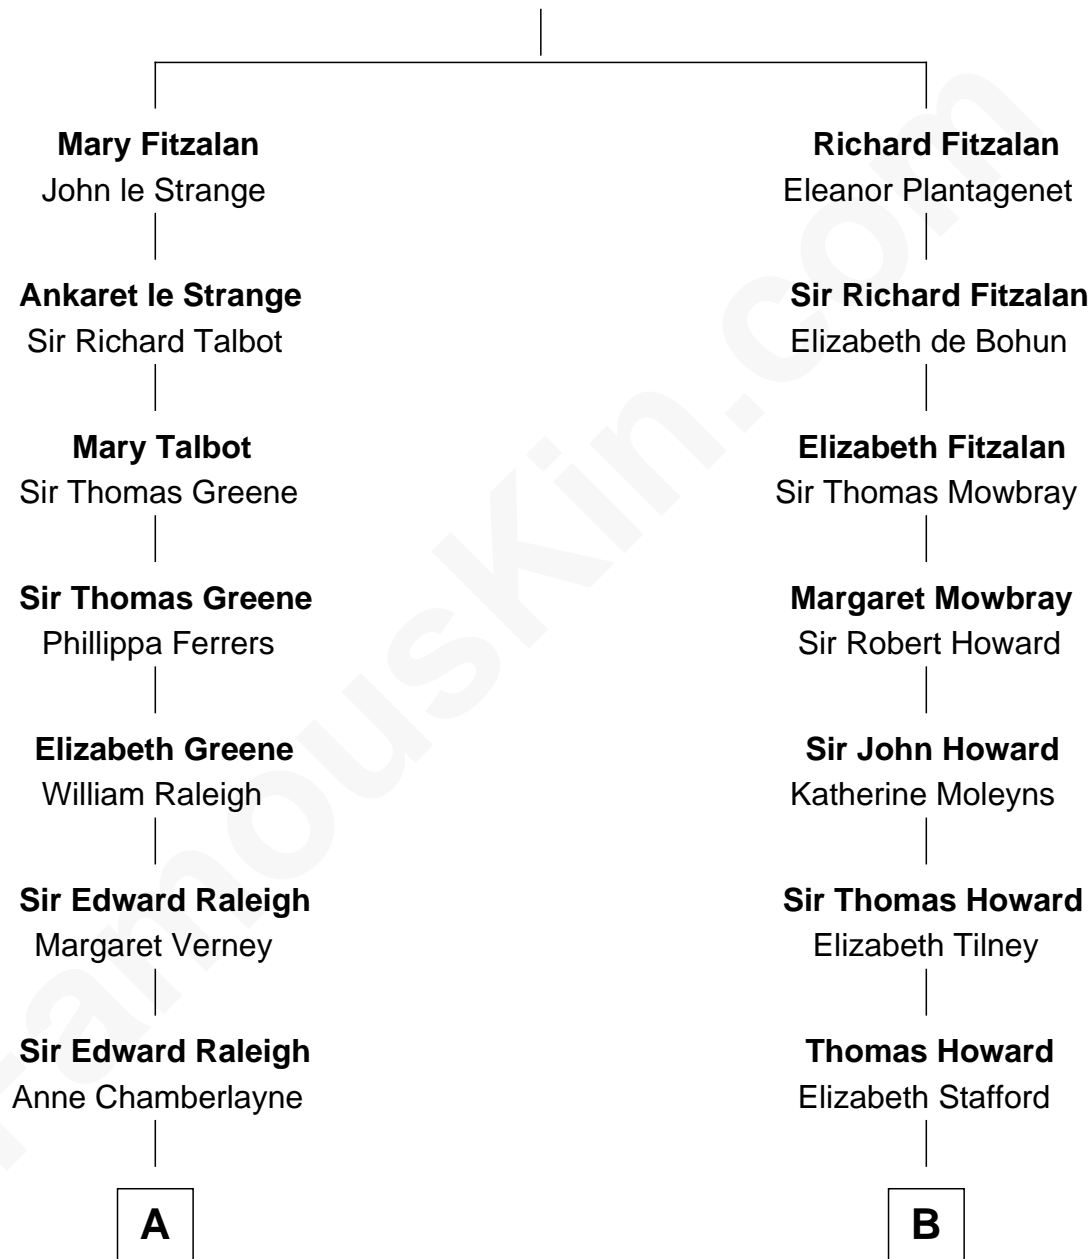 Mary Fitzalan
John le Strange
Ankaret le Strange
Sir Richard Talbot
Mary Talbot
Sir Thomas Greene
Sir Thomas Greene
Phillippa Ferrers
Elizabeth Greene
William Raleigh
Sir Edward Raleigh
Margaret Verney
Sir Edward Raleigh
Anne Chamberlayne
A
Richard Fitzalan
Eleanor Plantagenet
Sir Richard Fitzalan
Elizabeth de Bohun
Elizabeth Fitzalan
Sir Thomas Mowbray
Margaret Mowbray
Sir Robert Howard
Sir John Howard
Katherine Moleyns
Sir Thomas Howard
Elizabeth Tilney
Thomas Howard
Elizabeth Stafford
B
FamousKin.com